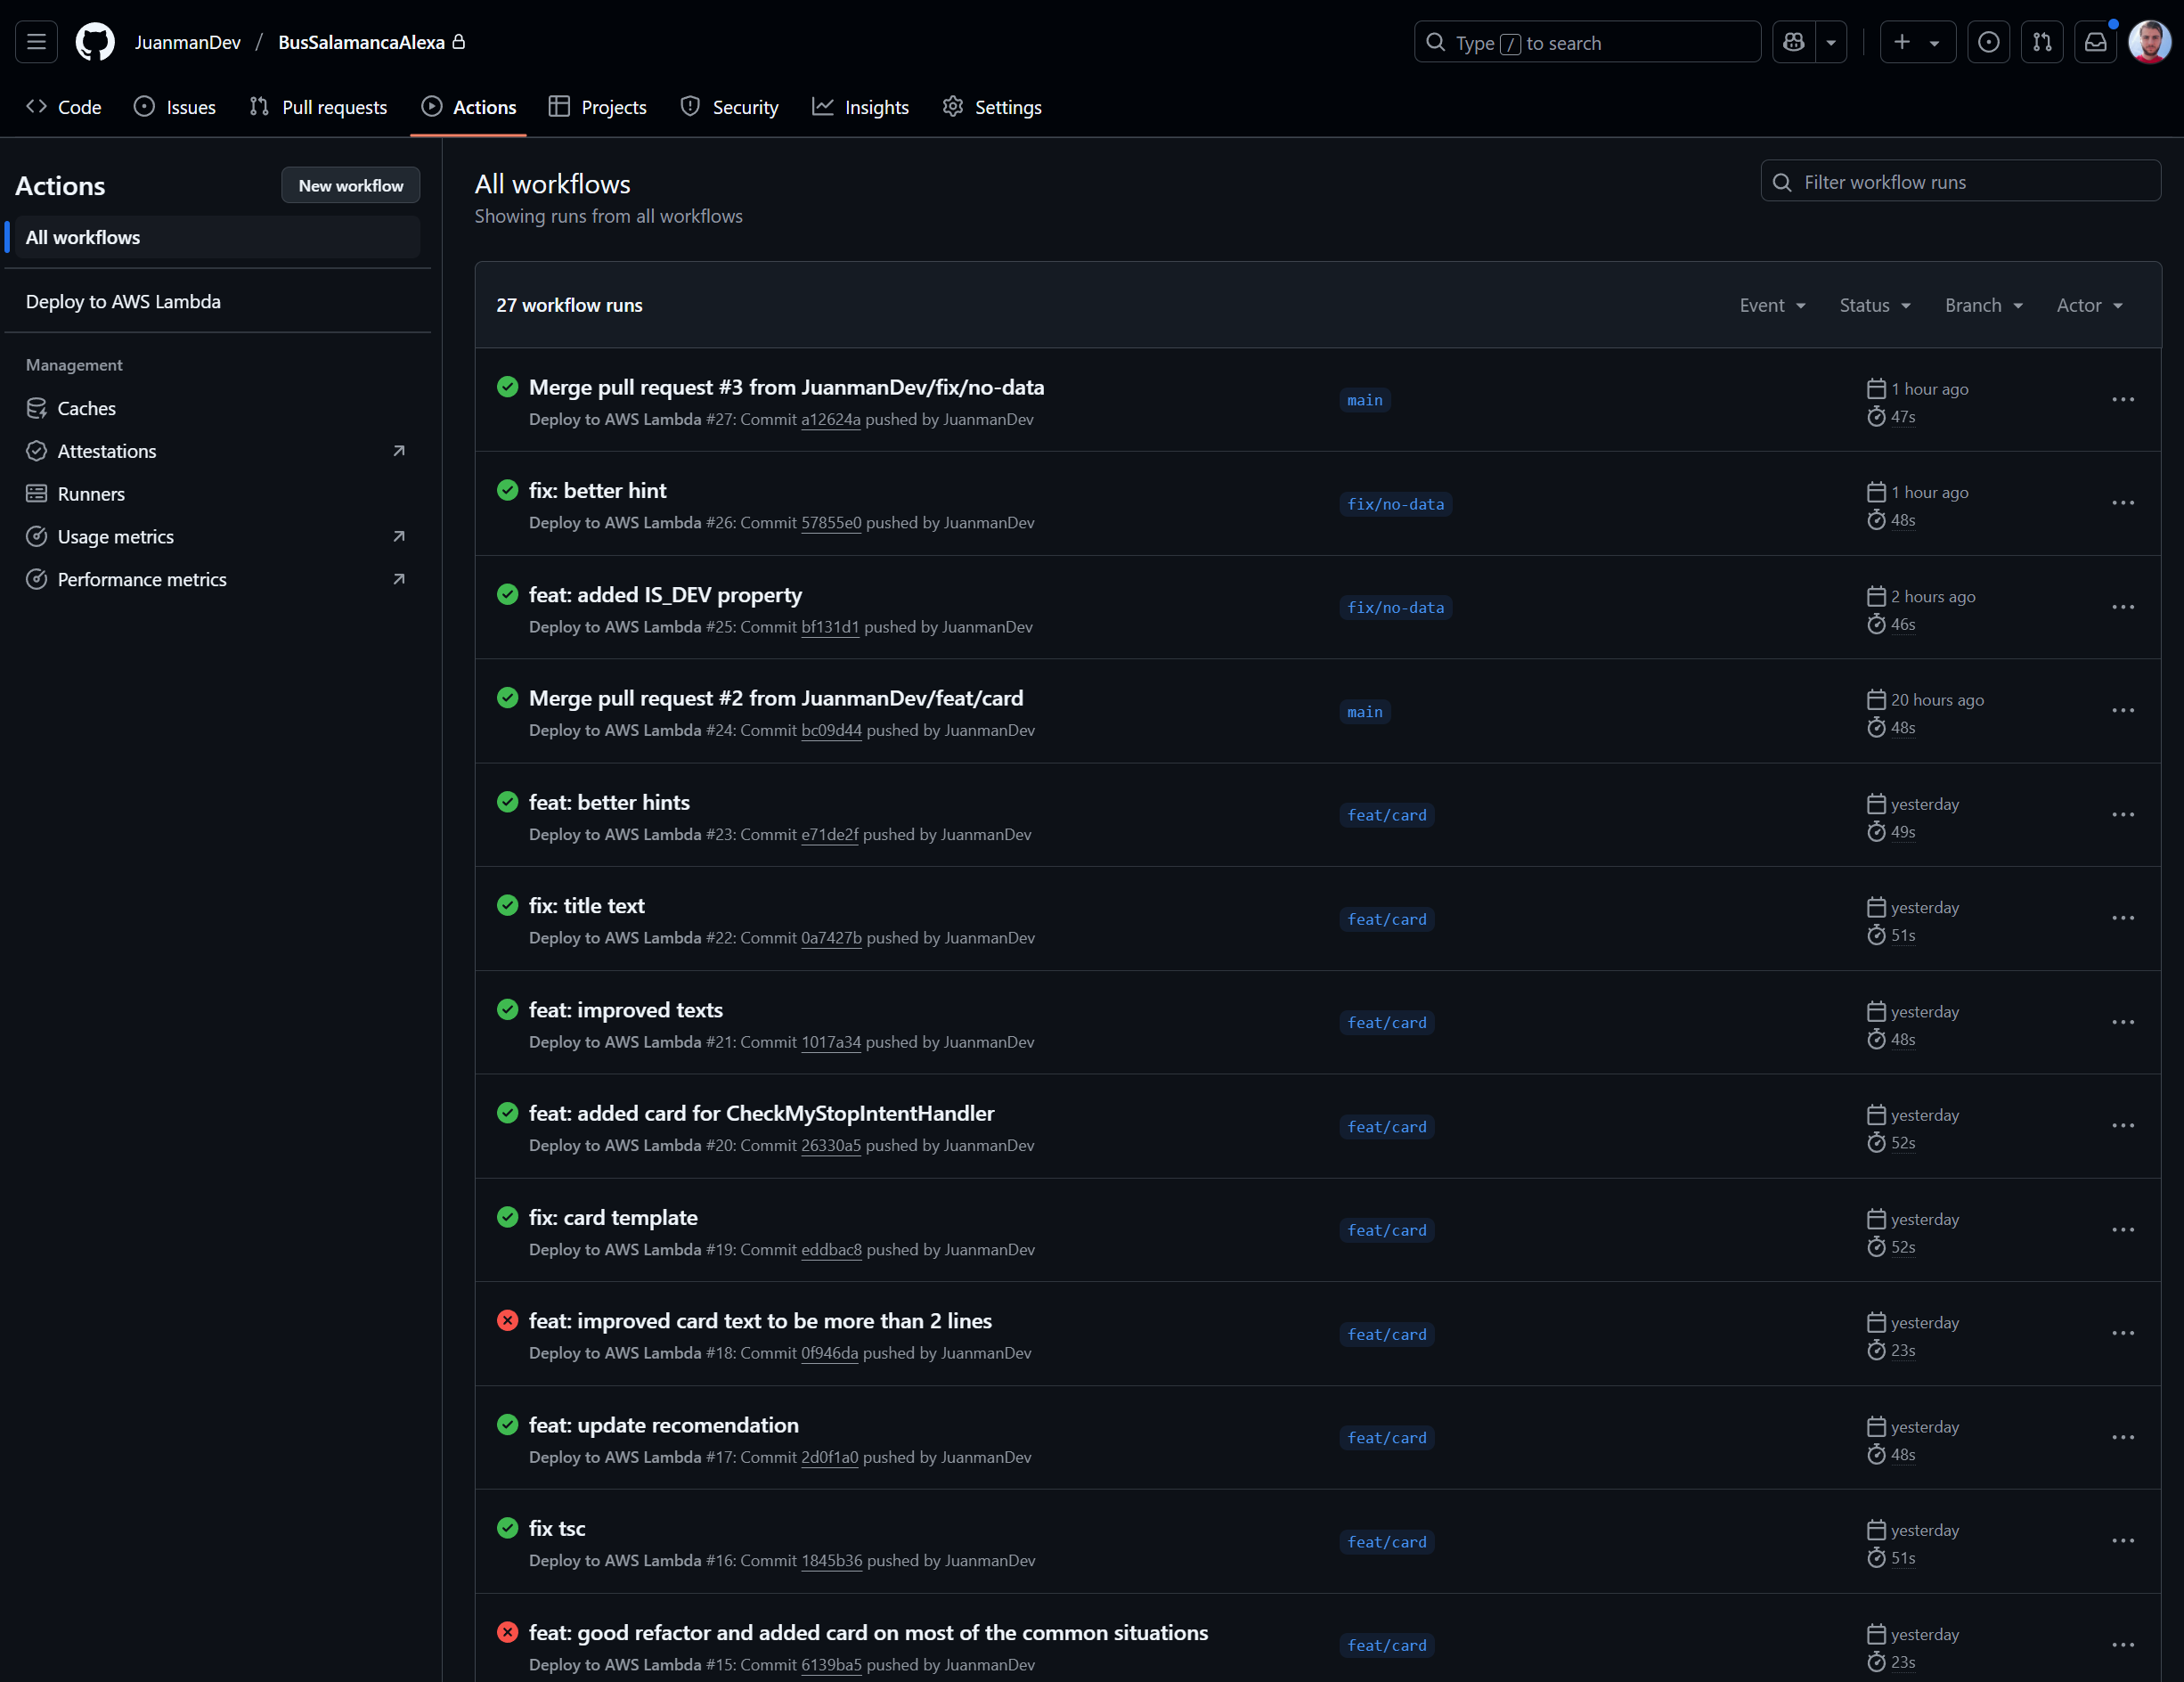 JuanmanDev / BusSalamancaAlexa
Type / to search
Code Issues Pull requests Actions Projects Security Insights Settings
Actions
New workflow
All workflows
Deploy to AWS Lambda
Management
Caches
Attestations
Runners
Usage metrics
Performance metrics
All workflows
Showing runs from all workflows
Filter workflow runs
27 workflow runs
Event Status Branch Actor
Merge pull request #3 from JuanmanDev/fix/no-data
Deploy to AWS Lambda #27: Commit a12624a pushed by JuanmanDev
main
1 hour ago
47s
fix: better hint
Deploy to AWS Lambda #26: Commit 57855e0 pushed by JuanmanDev
fix/no-data
1 hour ago
48s
feat: added IS_DEV property
Deploy to AWS Lambda #25: Commit bf131d1 pushed by JuanmanDev
fix/no-data
2 hours ago
46s
Merge pull request #2 from JuanmanDev/feat/card
Deploy to AWS Lambda #24: Commit bc09d44 pushed by JuanmanDev
main
20 hours ago
48s
feat: better hints
Deploy to AWS Lambda #23: Commit e71de2f pushed by JuanmanDev
feat/card
yesterday
49s
fix: title text
Deploy to AWS Lambda #22: Commit 0a7427b pushed by JuanmanDev
feat/card
yesterday
51s
feat: improved texts
Deploy to AWS Lambda #21: Commit 1017a34 pushed by JuanmanDev
feat/card
yesterday
48s
feat: added card for CheckMyStopIntentHandler
Deploy to AWS Lambda #20: Commit 26330a5 pushed by JuanmanDev
feat/card
yesterday
52s
fix: card template
Deploy to AWS Lambda #19: Commit eddbac8 pushed by JuanmanDev
feat/card
yesterday
52s
feat: improved card text to be more than 2 lines
Deploy to AWS Lambda #18: Commit 0f946da pushed by JuanmanDev
feat/card
yesterday
23s
feat: update recomendation
Deploy to AWS Lambda #17: Commit 2d0f1a0 pushed by JuanmanDev
feat/card
yesterday
48s
fix tsc
Deploy to AWS Lambda #16: Commit 1845b36 pushed by JuanmanDev
feat/card
yesterday
51s
feat: good refactor and added card on most of the common situations
Deploy to AWS Lambda #15: Commit 6139ba5 pushed by JuanmanDev
feat/card
yesterday
23s